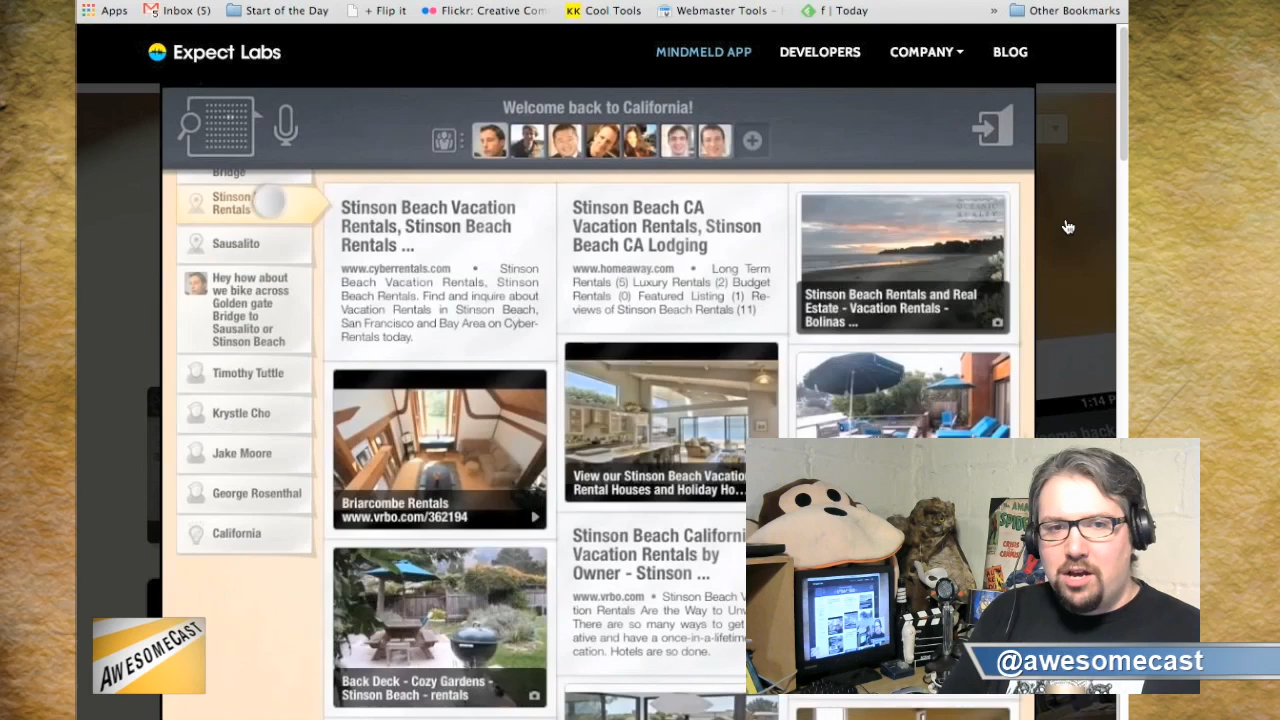 Apps
Inbox (5)
Start of the Day
+ Flip it
Flickr: Creative Com
KK Cool Tools
Webmaster Tools -
f | Today
»
Other Bookmarks
Expect Labs
MINDMELD APP
DEVELOPERS
COMPANY
BLOG
Welcome back to California!
Bridge
Stinson
Rentals
Sausalito
Hey how about
we bike across
Golden gate
Bridge to
Sausalito or
Stinson Beach
Timothy Tuttle
Krystle Cho
Jake Moore
George Rosenthal
California
Stinson Beach Vacation
Rentals, Stinson Beach
Rentals ...
www.cyberrentals.com • Stinson
Beach Vacation Rentals, Stinson
Beach Rentals. Find and inquire about
Vacation Rentals in Stinson Beach,
San Francisco and Bay Area on Cyber-
Rentals today.
Briarcombe Rentals
www.vrbo.com/362194
Back Deck - Cozy Gardens -
Stinson Beach - rentals
Stinson Beach CA
Vacation Rentals, Stinson
Beach CA Lodging
www.homeaway.com • Long Term
Rentals (5) Luxury Rentals (2) Budget
Rentals (0) Featured Listing (1) Re-
views of Stinson Beach Rentals (11)
View our Stinson Beach Vacatio
Rental Houses and Holiday Ho...
Stinson Beach Californi
Vacation Rentals by
Owner - Stinson ...
www.vrbo.com • Stinson Beach V
tion Rentals Are the Way to Unw
There are so many ways to get
ative and have a once-in-a-lifetim
cation. Hotels are so done.
Stinson Beach Rentals and Real
Estate - Vacation Rentals -
Bolinas ...
1:14 P
ome back
AWESOMECAST
@awesomecast